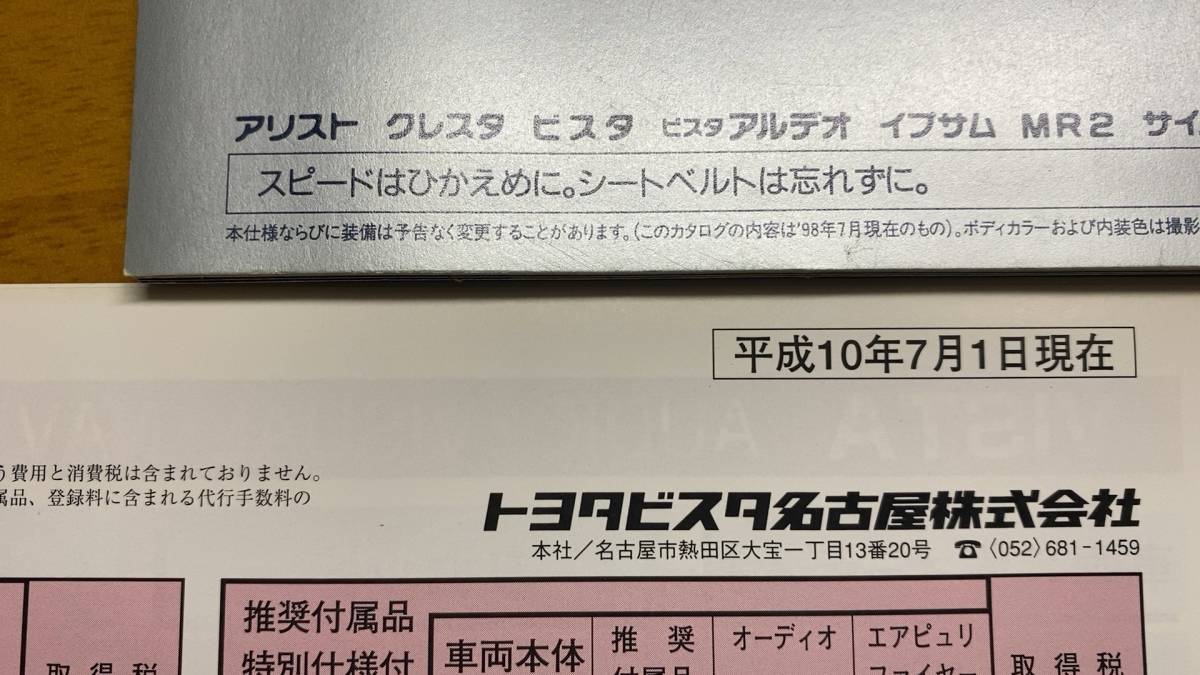 アリスト クレスタ ビスタ ビスタアルデオ イプサム MR2 サイ
スピードはひかえめに。シートベルトは忘れずに。
本仕様ならびに装備は予告なく変更することがあります。(このカタログの内容は'98年7月現在のもの)。ボディカラーおよび内装色は撮影
平成10年7月1日現在
う費用と消費税は含まれておりません。
属品、登録料に含まれる代行手数料の
トヨタビスタ名古屋株式会社
本社／名古屋市熱田区大宝一丁目13番20号 ☎〈052〉681-1459
推奨付属品
特別仕様付
車両本体
推奨
付属品
オーディオ
エアピュリ
ファイヤー
取得税
取得税